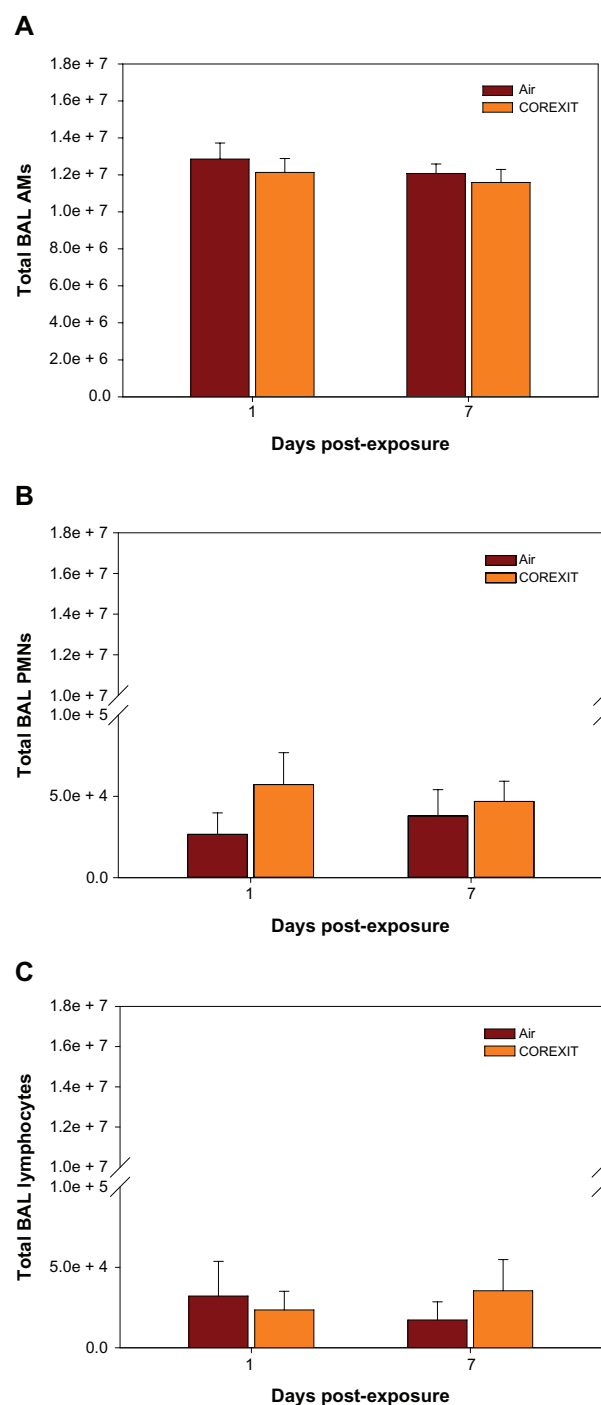 A
Total BAL AMs
1.8e + 7
1.6e + 7
1.4e + 7
1.2e + 7
1.0e + 7
8.0e + 6
6.0e + 6
4.0e + 6
2.0e + 6
0.0
Air
COREXIT
1 7
Days post-exposure
B
Total BAL PMNs
1.8e + 7
1.6e + 7
1.4e + 7
1.2e + 7
1.0e + 7
1.0e + 5
5.0e + 4
0.0
Air
COREXIT
1 7
Days post-exposure
C
Total BAL lymphocytes
1.8e + 7
1.6e + 7
1.4e + 7
1.2e + 7
1.0e + 7
1.0e + 5
5.0e + 4
0.0
Air
COREXIT
1 7
Days post-exposure